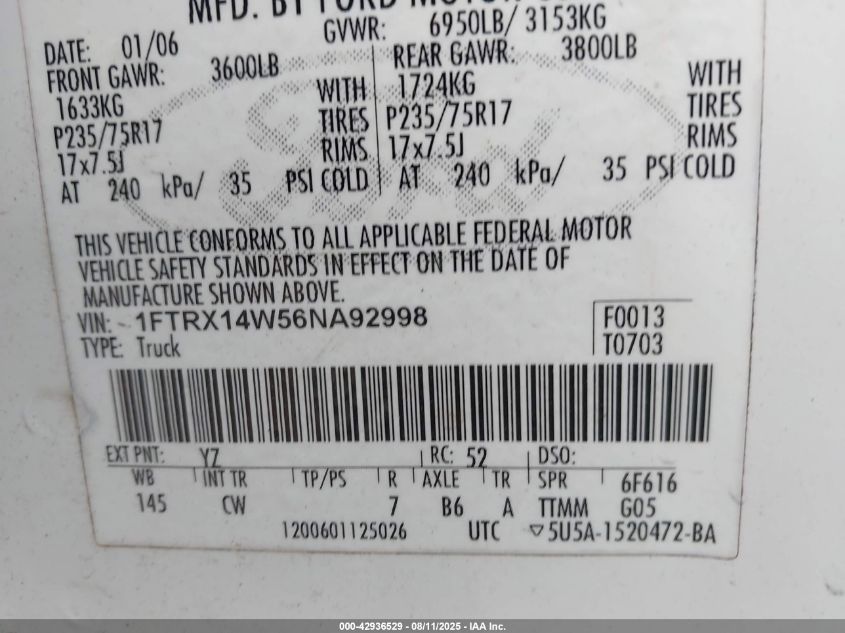 MFD. BY FORD MOTOR
DATE: 01/06 GVWR: 6950LB/ 3153KG
FRONT GAWR: 3600LB REAR GAWR: 3800LB
1633KG WITH 1724KG WITH
P235/75R17 TIRES P235/75R17 TIRES
17x7.5J RIMS 17x7.5J RIMS
AT 240 kPa/ 35 PSI COLD AT 240 kPa/ 35 PSI COLD
Ford
THIS VEHICLE CONFORMS TO ALL APPLICABLE FEDERAL MOTOR
VEHICLE SAFETY STANDARDS IN EFFECT ON THE DATE OF
MANUFACTURE SHOWN ABOVE.
VIN: 1FTRX14W56NA92998 F0013
TYPE: Truck T0703
EXT PNT: YZ RC: 52 DSO:
WB INT TR TP/PS R AXLE TR SPR 6F616
145 CW 7 B6 A TTMM G05
1200601125026 UTC ▽5U5A-1520472-BA
000-42936529 - 08/11/2025 - IAA Inc.